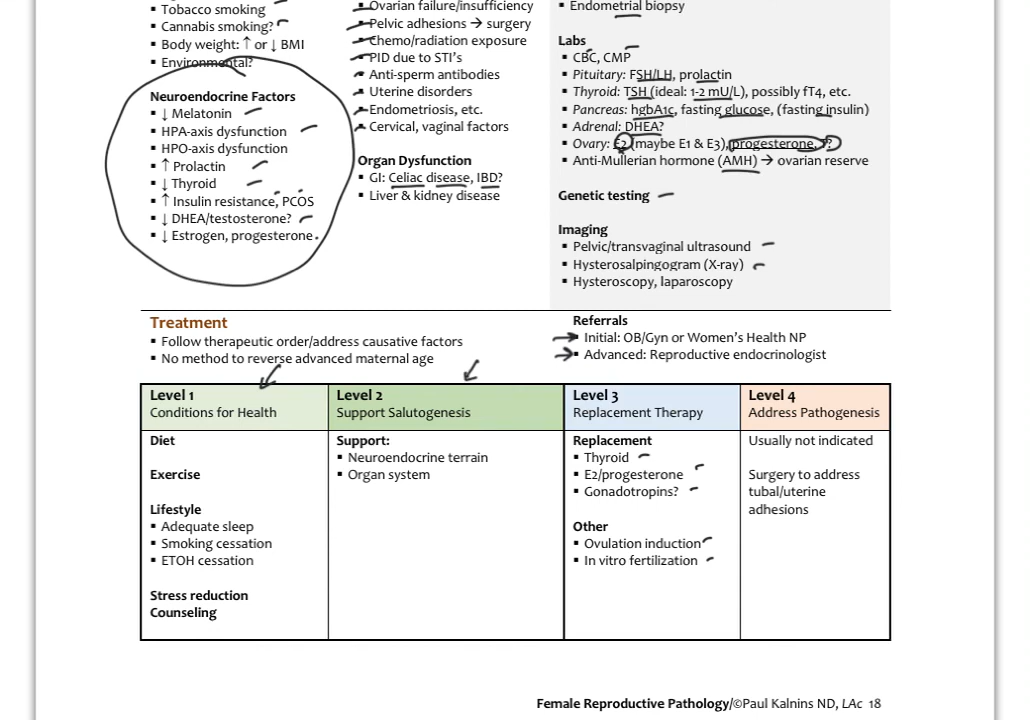 ▪ Tobacco smoking
▪ Cannabis smoking?
▪ Body weight: ↑ or ↓ BMI
▪ Environmental?
Neuroendocrine Factors
▪ ↓ Melatonin
▪ HPA-axis dysfunction
▪ HPO-axis dysfunction
▪ ↑ Prolactin
▪ ↓ Thyroid
▪ ↑ Insulin resistance, PCOS
▪ ↓ DHEA/testosterone?
▪ ↓ Estrogen, progesterone
▪ Ovarian failure/insufficiency
▪ Pelvic adhesions → surgery
▪ Chemo/radiation exposure
▪ PID due to STI's
▪ Anti-sperm antibodies
▪ Uterine disorders
▪ Endometriosis, etc.
▪ Cervical, vaginal factors
Organ Dysfunction
▪ GI: Celiac disease, IBD?
▪ Liver & kidney disease
▪ Endometrial biopsy
Labs
▪ CBC, CMP
▪ Pituitary: FSH/LH, prolactin
▪ Thyroid: TSH (ideal: 1-2 mU/L), possibly fT4, etc.
▪ Pancreas: hgbA1c, fasting glucose, (fasting insulin)
▪ Adrenal: DHEA?
▪ Ovary: E2 (maybe E1 & E3), progesterone, T?
▪ Anti-Mullerian hormone (AMH) → ovarian reserve
Genetic testing
Imaging
▪ Pelvic/transvaginal ultrasound
▪ Hysterosalpingogram (X-ray)
▪ Hysteroscopy, laparoscopy
Treatment
▪ Follow therapeutic order/address causative factors
▪ No method to reverse advanced maternal age
Referrals
▪ Initial: OB/Gyn or Women's Health NP
▪ Advanced: Reproductive endocrinologist
Level 1
Conditions for Health
Diet
Exercise
Lifestyle
▪ Adequate sleep
▪ Smoking cessation
▪ ETOH cessation
Stress reduction
Counseling
Level 2
Support Salutogenesis
Support:
▪ Neuroendocrine terrain
▪ Organ system
Level 3
Replacement Therapy
Replacement
▪ Thyroid
▪ E2/progesterone
▪ Gonadotropins?
Other
▪ Ovulation induction
▪ In vitro fertilization
Level 4
Address Pathogenesis
Usually not indicated
Surgery to address
tubal/uterine
adhesions
Female Reproductive Pathology/©Paul Kalnins ND, LAc 18